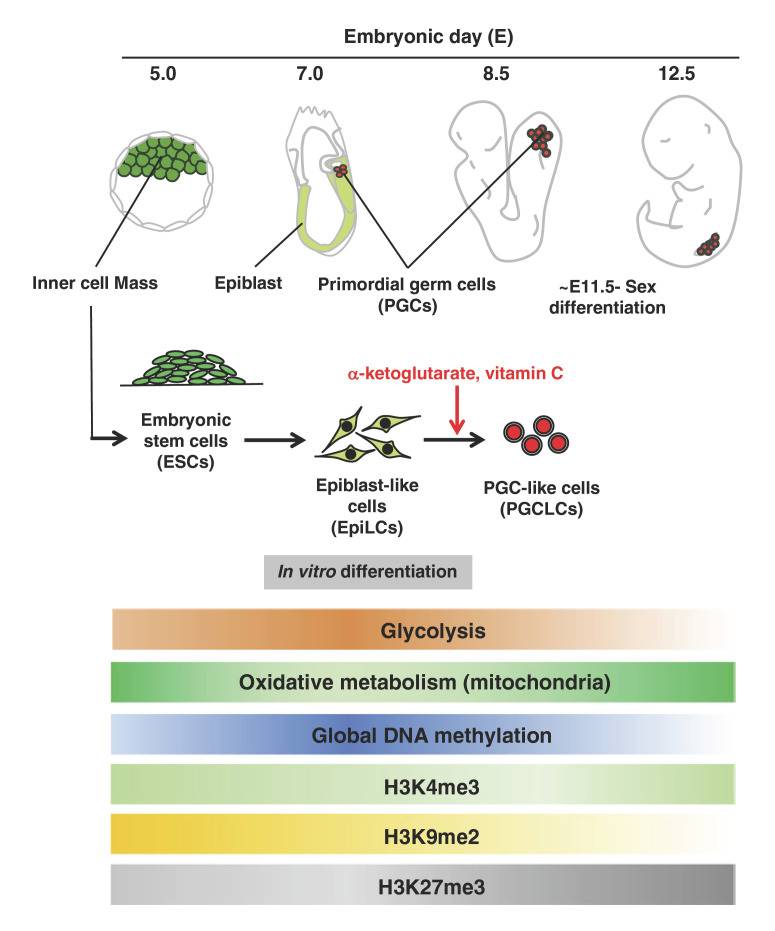 Embryonic day (E)
5.0
7.0
8.5
12.5
Inner cell Mass
Epiblast
Primordial germ cells
(PGCs)
~E11.5- Sex
differentiation
α-ketoglutarate, vitamin C
Embryonic
stem cells
(ESCs)
Epiblast-like
cells
(EpiLCs)
PGC-like cells
(PGCLCs)
In vitro differentiation
Glycolysis
Oxidative metabolism (mitochondria)
Global DNA methylation
H3K4me3
H3K9me2
H3K27me3